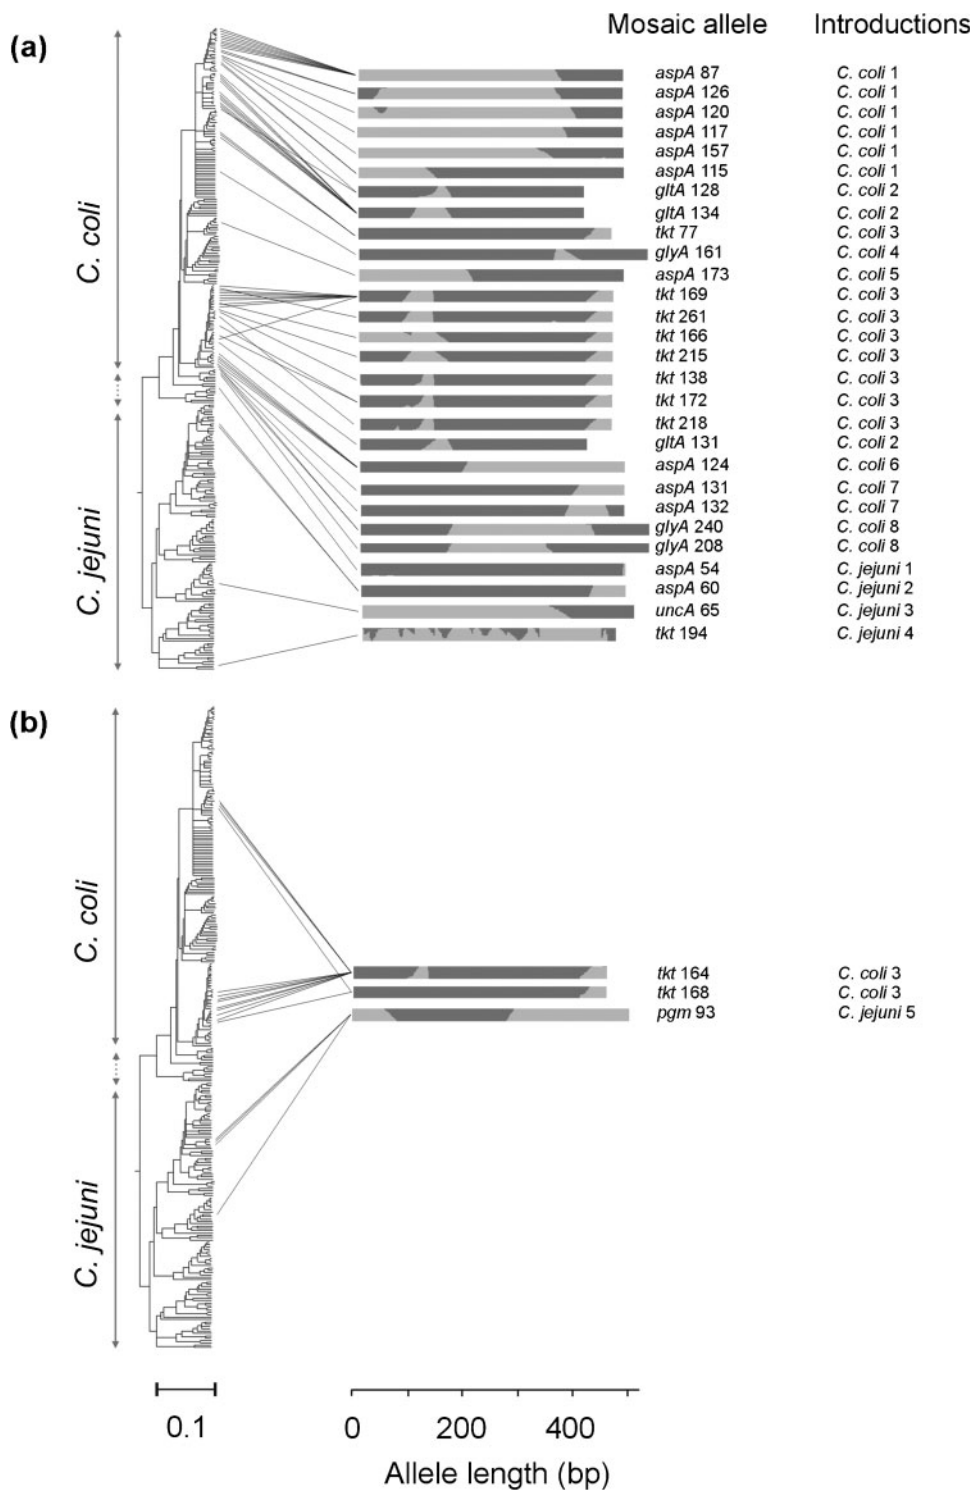 Mosaic allele Introductions
(a)
aspA 87 C. coli 1
aspA 126 C. coli 1
aspA 120 C. coli 1
aspA 117 C. coli 1
aspA 157 C. coli 1
aspA 115 C. coli 1
gltA 128 C. coli 2
gltA 134 C. coli 2
tkt 77 C. coli 3
glyA 161 C. coli 4
aspA 173 C. coli 5
tkt 169 C. coli 3
tkt 261 C. coli 3
tkt 166 C. coli 3
tkt 215 C. coli 3
tkt 138 C. coli 3
tkt 172 C. coli 3
tkt 218 C. coli 3
gltA 131 C. coli 2
aspA 124 C. coli 6
aspA 131 C. coli 7
aspA 132 C. coli 7
glyA 240 C. coli 8
glyA 208 C. coli 8
aspA 54 C. jejuni 1
aspA 60 C. jejuni 2
uncA 65 C. jejuni 3
tkt 194 C. jejuni 4
C. coli
C. jejuni
(b)
C. coli
C. jejuni
tkt 164 C. coli 3
tkt 168 C. coli 3
pgm 93 C. jejuni 5
0.1
0 200 400
Allele length (bp)